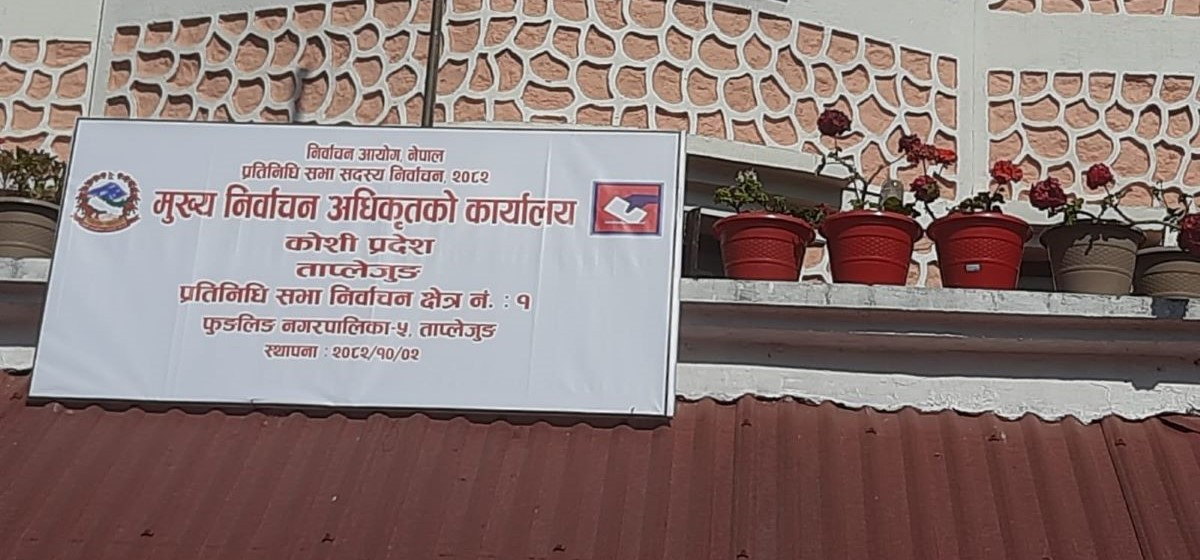 निर्वाचन आयोग, नेपाल
प्रतिनिधि सभा सदस्य निर्वाचन, २०८२
मुख्य निर्वाचन अधिकृतको कार्यालय
कोशी प्रदेश
ताप्लेजुङ
प्रतिनिधि सभा निर्वाचन क्षेत्र नं. : १
फुङलिङ नगरपालिका-५, ताप्लेजुङ
स्थापना : २०८२/१०/०२